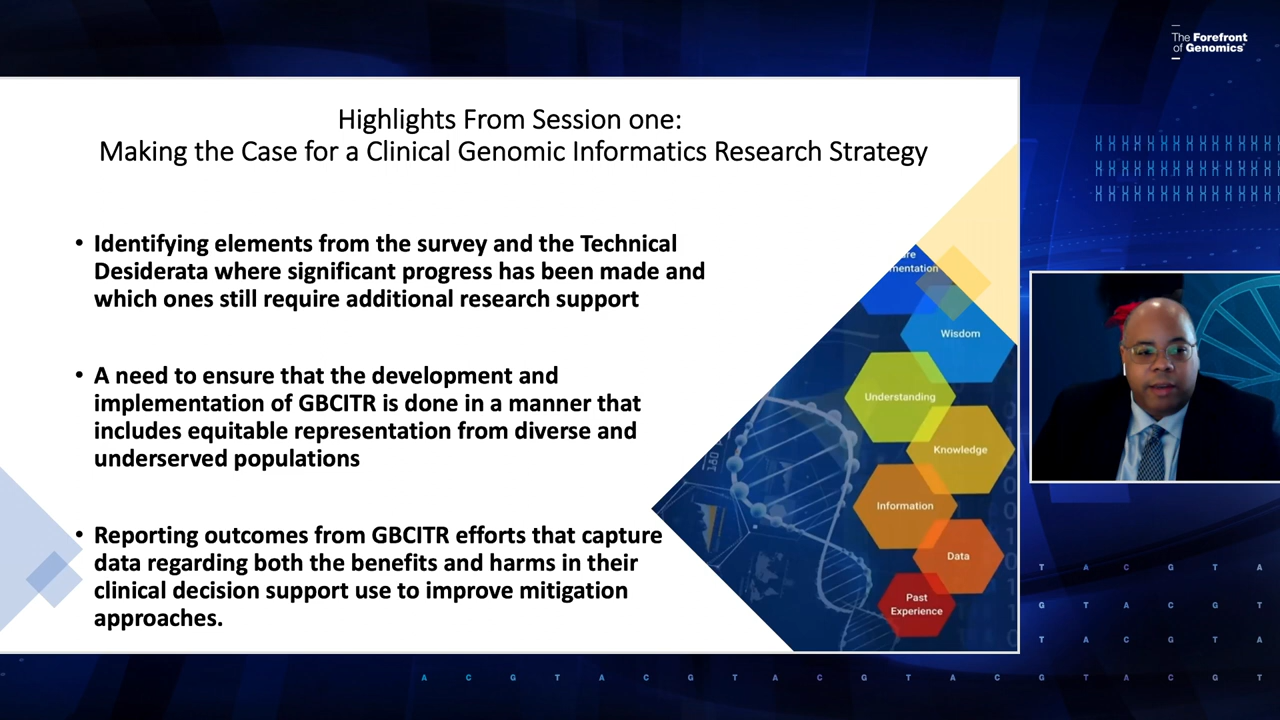 The Forefront
of Genomics®
Highlights From Session one:
Making the Case for a Clinical Genomic Informatics Research Strategy
• Identifying elements from the survey and the Technical
Desiderata where significant progress has been made and
which ones still require additional research support
• A need to ensure that the development and
implementation of GBCITR is done in a manner that
includes equitable representation from diverse and
underserved populations
• Reporting outcomes from GBCITR efforts that capture
data regarding both the benefits and harms in their
clinical decision support use to improve mitigation
approaches.
Wisdom
Understanding
Knowledge
Information
Data
Past
Experience
T A C G T A
G T A C G T
T A C G T A
A C G T A C G T A C G T A C G T A C G T